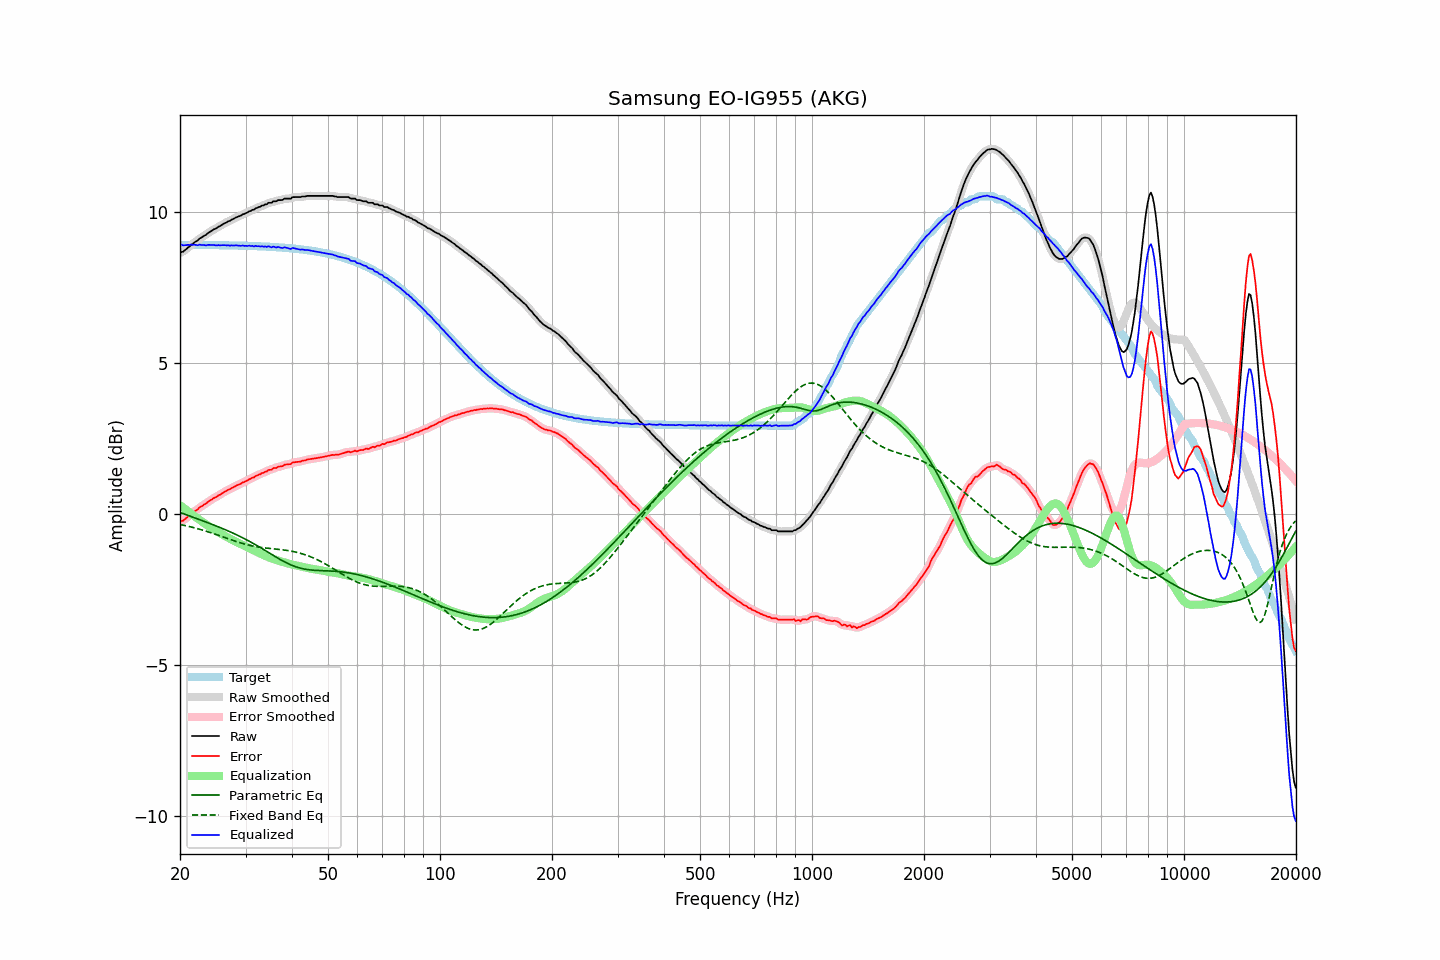 Samsung EO-IG955 (AKG)
Amplitude (dBr)
10
5
0
−5
−10
Target
Raw Smoothed
Error Smoothed
Raw
Error
Equalization
Parametric Eq
Fixed Band Eq
Equalized
20
50
100
200
500
1000
2000
5000
10000
20000
Frequency (Hz)